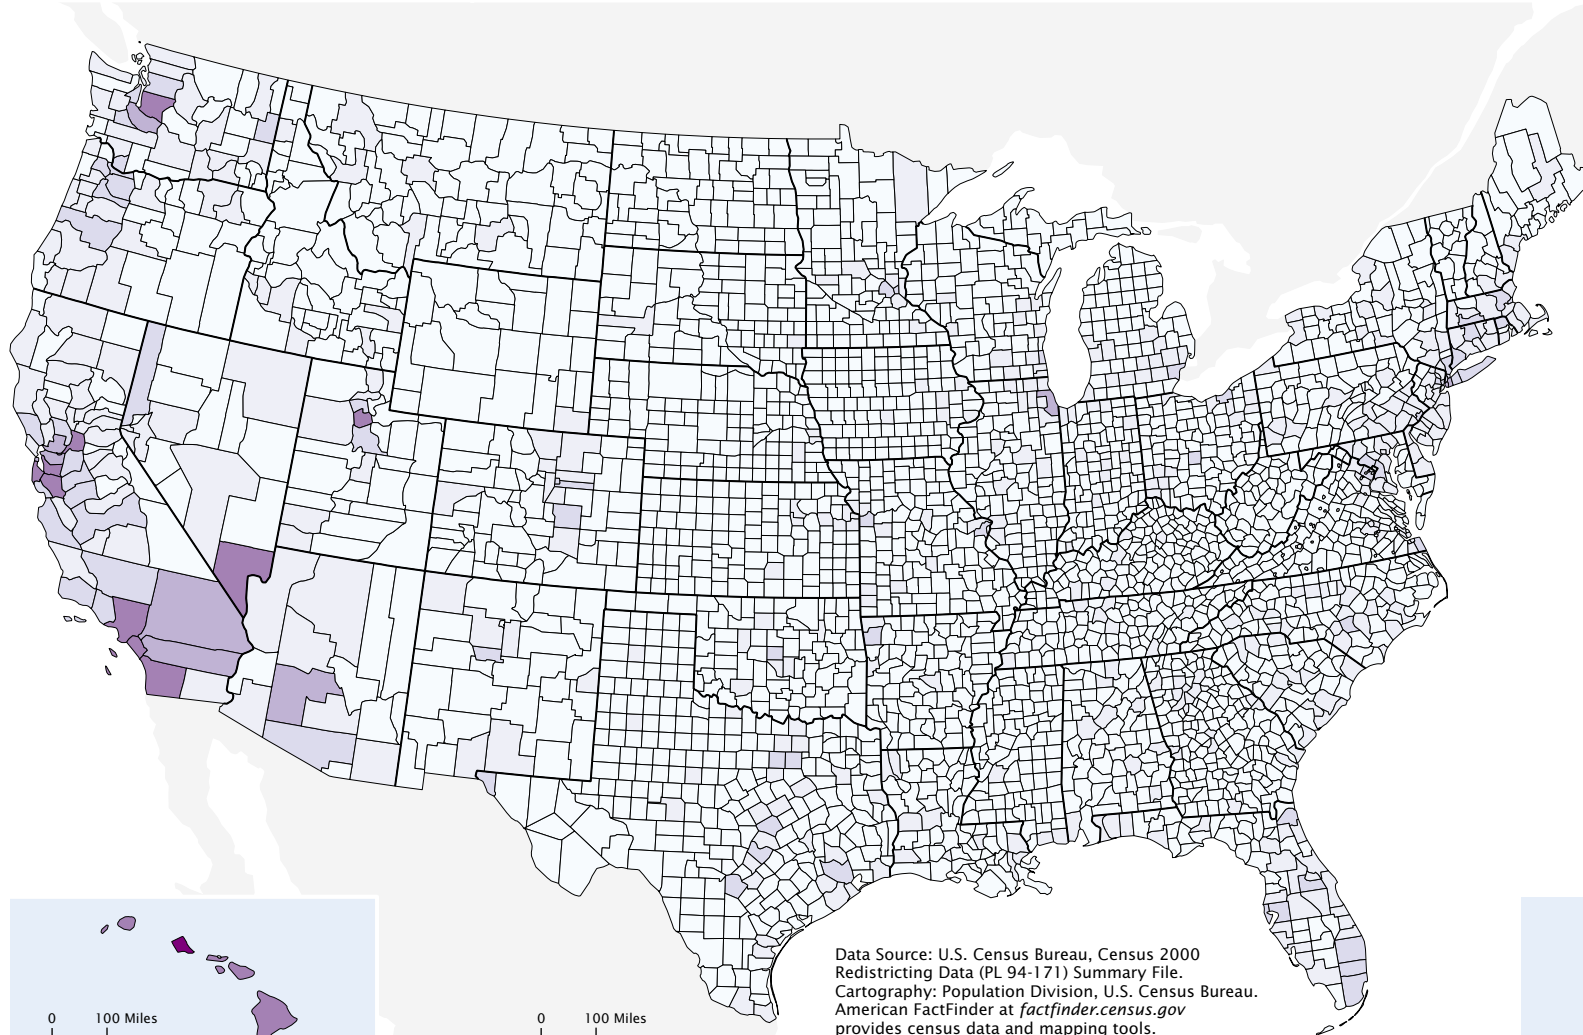 Data Source: U.S. Census Bureau, Census 2000
Redistricting Data (PL 94-171) Summary File.
Cartography: Population Division, U.S. Census Bureau.
American FactFinder at factfinder.census.gov
provides census data and mapping tools.
0 100 Miles
0 100 Miles